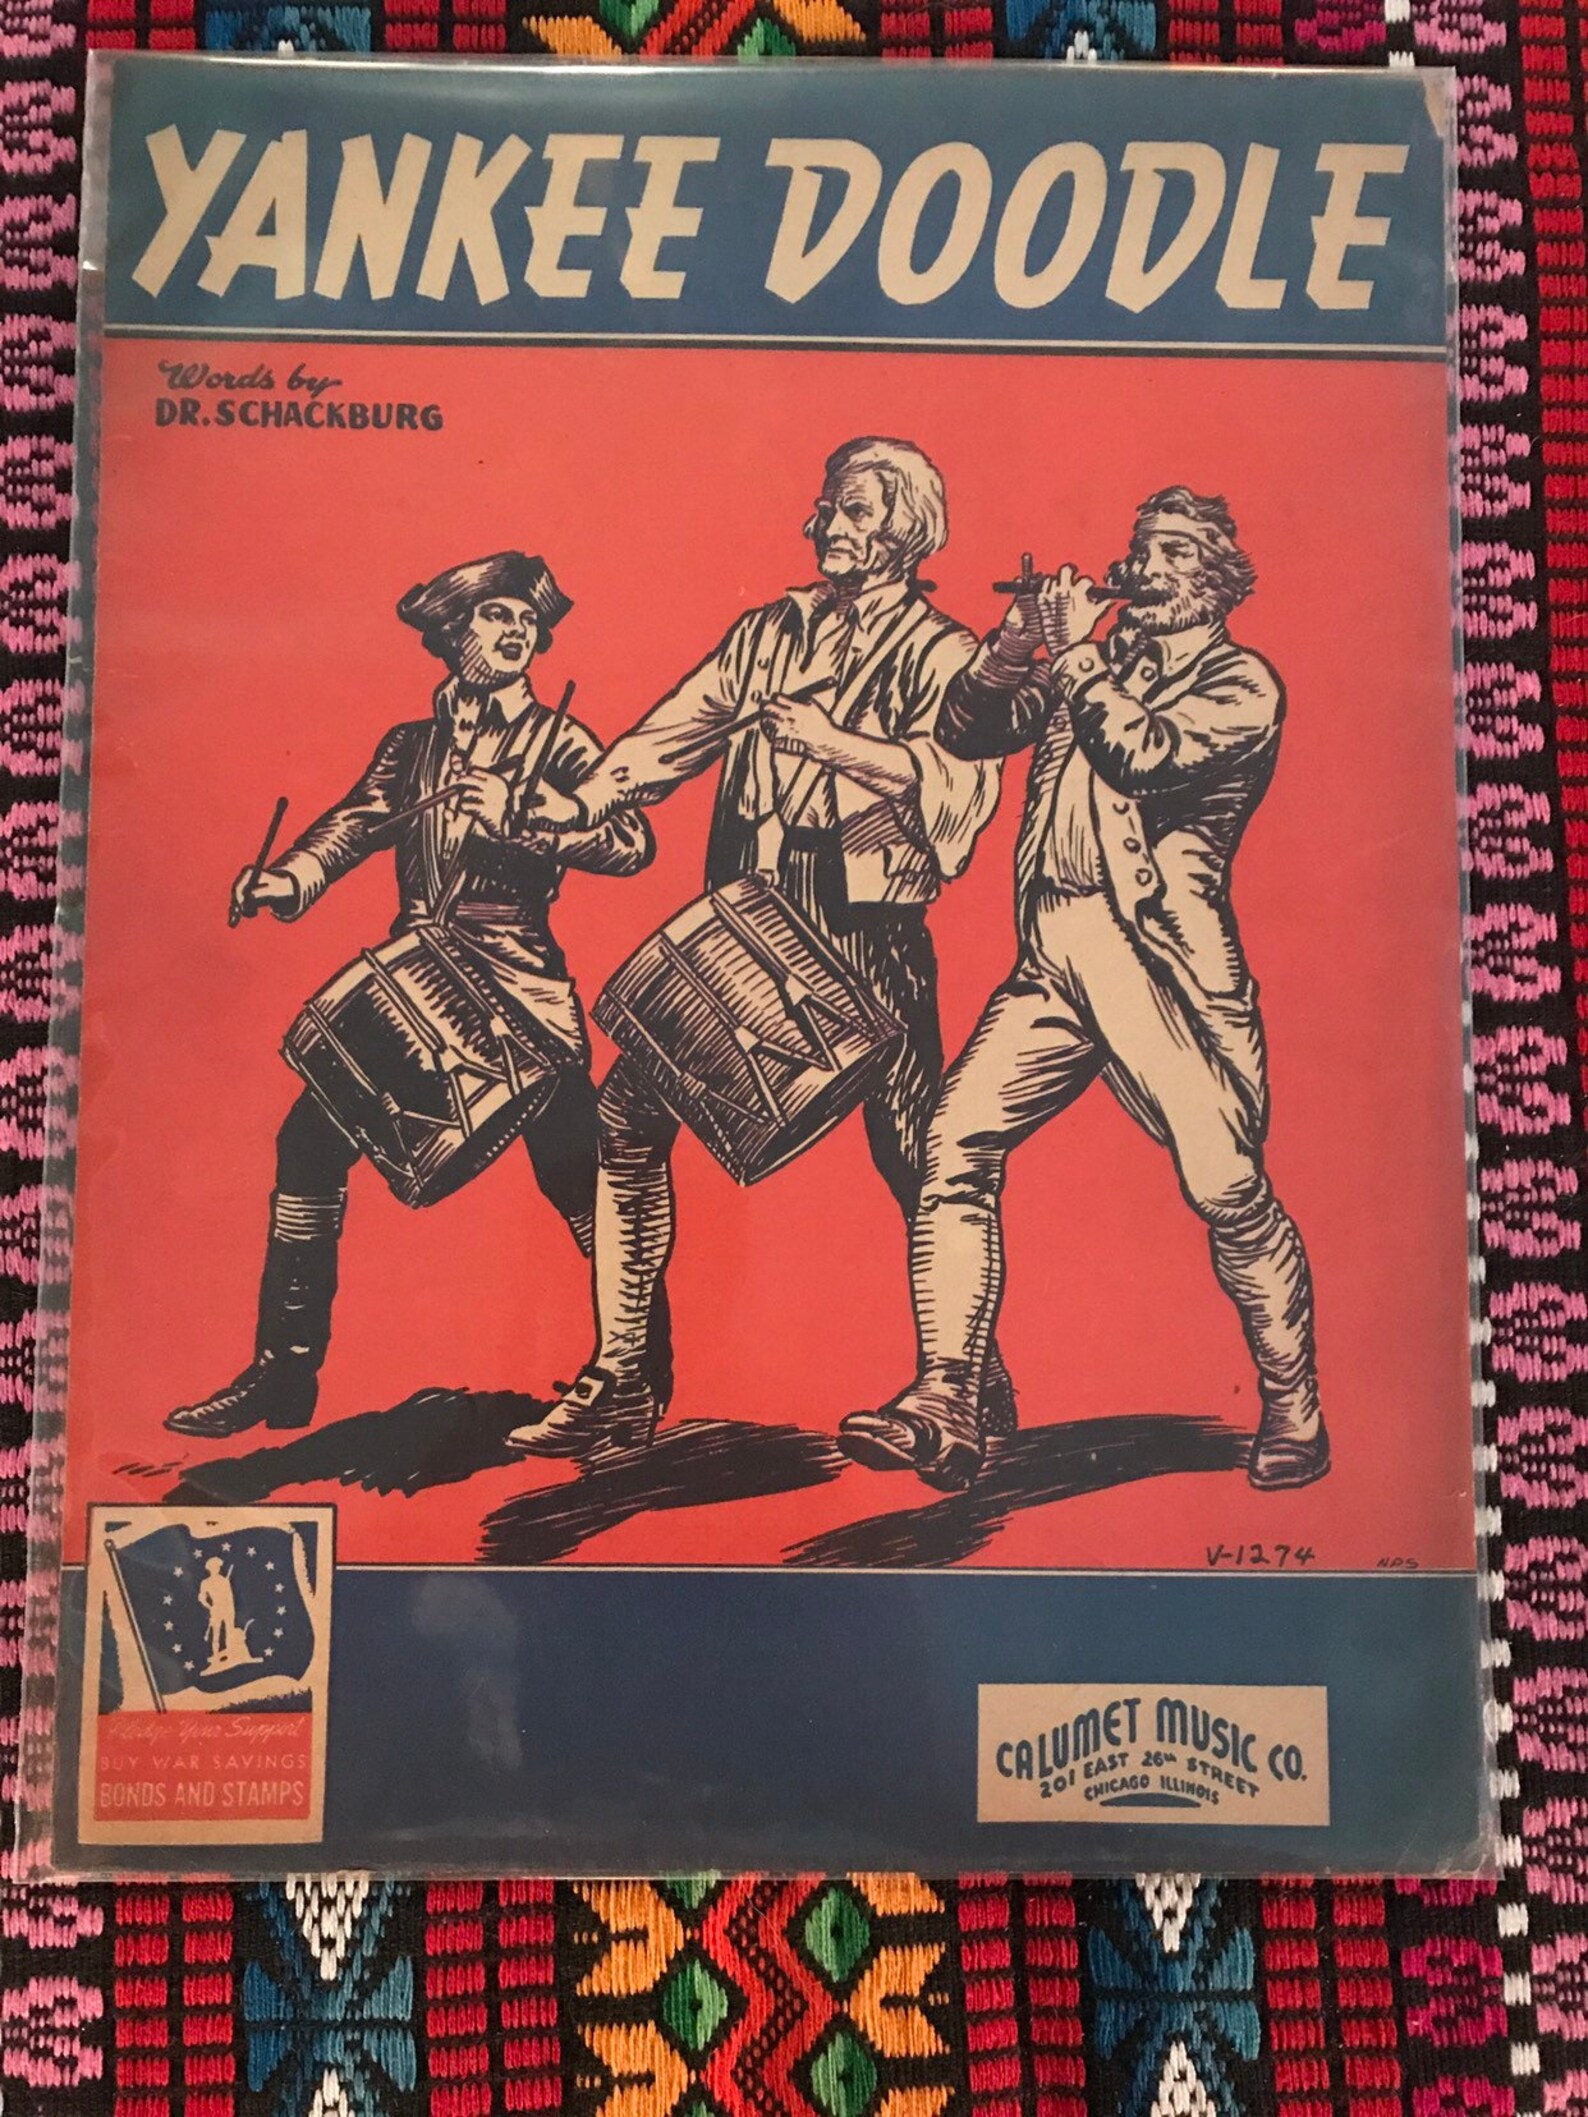 YANKEE DOODLE
Words by
DR. SCHACKBURG
V-1274
NPS
Pledge Your Support
BUY WAR SAVINGS
BONDS AND STAMPS
CALUMET MUSIC CO.
201 EAST 26th STREET
CHICAGO ILLINOIS